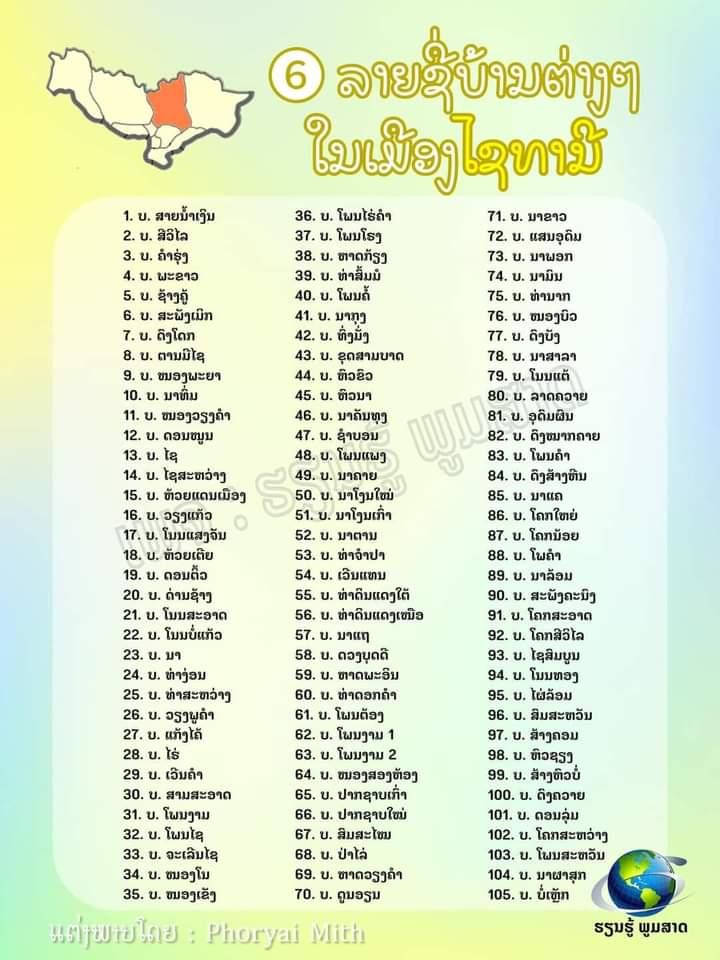 6 ລາຍຊື່ບ້ານຕ່າງໆ
ໃນເມືອງໄຊທານີ
1. ບ. ສາຍນ້ຳເງິນ
2. ບ. ສີວິໄລ
3. ບ. ຄຳຮຸ່ງ
4. ບ. ພະຂາວ
5. ບ. ຊ້າງຄູ້
6. ບ. ສະພັງເມິກ
7. ບ. ດົງໂດກ
8. ບ. ຕານມີໄຊ
9. ບ. ໜອງພະຍາ
10. ບ. ນາທົ່ມ
11. ບ. ໜອງວຽງຄຳ
12. ບ. ດອນໜູນ
13. ບ. ໄຊ
14. ບ. ໄຊສະຫວ່າງ
15. ບ. ຫ້ວຍແດນເມືອງ
16. ບ. ວຽງແກ້ວ
17. ບ. ໂນນແສງຈັນ
18. ບ. ຫ້ວຍເຕີຍ
19. ບ. ດອນຕິ້ວ
20. ບ. ດ່ານຊ້າງ
21. ບ. ໂນນສະອາດ
22. ບ. ໂນນບໍ່ແກ້ວ
23. ບ. ນາ
24. ບ. ທ່າງ່ອນ
25. ບ. ທ່າສະຫວ່າງ
26. ບ. ວຽງພູຄຳ
27. ບ. ແກ້ງໄຄ້
28. ບ. ໄຮ່
29. ບ. ເວີນຄຳ
30. ບ. ສາມສະອາດ
31. ບ. ໂພນງາມ
32. ບ. ໂພນໄຊ
33. ບ. ຈະເລີນໄຊ
34. ບ. ໜອງໂນ
35. ບ. ໜອງເຂັງ
36. ບ. ໂພນໄຮ່ຄຳ
37. ບ. ໂພນໂຮງ
38. ບ. ຫາດກ້ຽງ
39. ບ. ທ່າສົ້ມມໍ
40. ບ. ໂພນຄໍ້
41. ບ. ນາກຸງ
42. ບ. ທົ່ງມັ່ງ
43. ບ. ຂຸດສາມບາດ
44. ບ. ຫົວຂົວ
45. ບ. ຫົວນາ
46. ບ. ນາຄັນທຸງ
47. ບ. ຊຳບອນ
48. ບ. ໂພນແພງ
49. ບ. ນາຄາຍ
50. ບ. ນາໂງນໃໝ່
51. ບ. ນາໂງນເກົ່າ
52. ບ. ນາຕານ
53. ບ. ທ່າຈຳປາ
54. ບ. ເວີນແທນ
55. ບ. ທ່າດິນແດງໃຕ້
56. ບ. ທ່າດິນແດງເໜືອ
57. ບ. ນາແຖ
58. ບ. ດວງບຸດດີ
59. ບ. ຫາດພະອິນ
60. ບ. ທ່າດອກຄຳ
61. ບ. ໂພນຕ້ອງ
62. ບ. ໂພນງາມ 1
63. ບ. ໂພນງາມ 2
64. ບ. ໜອງສອງຫ້ອງ
65. ບ. ປາກຊາບເກົ່າ
66. ບ. ປາກຊາບໃໝ່
67. ບ. ສົມສະໄໝ
68. ບ. ປ່າໄລ່
69. ບ. ຫາດວຽງຄຳ
70. ບ. ດູນອຽນ
71. ບ. ນາຂາວ
72. ບ. ແສນອຸດົມ
73. ບ. ນາພອກ
74. ບ. ນາມົນ
75. ບ. ທ່ານາກ
76. ບ. ໜອງບົວ
77. ບ. ດົງບັງ
78. ບ. ນາສາລາ
79. ບ. ໂນນແຕ້
80. ບ. ລາດຄວາຍ
81. ບ. ອຸດົມຜົນ
82. ບ. ດົງໝາກຄາຍ
83. ບ. ໂພນຄຳ
84. ບ. ດົງສ້າງຫີນ
85. ບ. ນາແຄ
86. ບ. ໂຄກໃຫຍ່
87. ບ. ໂຄກນ້ອຍ
88. ບ. ໂພຄຳ
89. ບ. ນາລ້ອມ
90. ບ. ສະພັງຄະນົງ
91. ບ. ໂຄກສະອາດ
92. ບ. ໂຄກສີວິໄລ
93. ບ. ໄຊສົມບູນ
94. ບ. ໂນນທອງ
95. ບ. ໄຜ່ລ້ອມ
96. ບ. ສົມສະຫວັນ
97. ບ. ສ້າງຄອມ
98. ບ. ຫົວຊຽງ
99. ບ. ສ້າງຫົວບໍ່
100. ບ. ດົງຄວາຍ
101. ບ. ດອນລຸ່ມ
102. ບ. ໂຄກສະຫວ່າງ
103. ບ. ໂພນສະຫວັນ
104. ບ. ນາຜາສຸກ
105. ບ. ບໍ່ເຫຼັກ
ເພຈ : ຮຽນຮູ້ ພູມສາດ
ຮຽນຮູ້ ພູມສາດ
ແຕ່ງພາບໂດຍ : Phoryai Mith